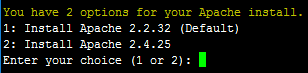 You have 2 options for your Apache install.
1: Install Apache 2.2.32 (Default)
2: Install Apache 2.4.25
Enter your choice (1 or 2):